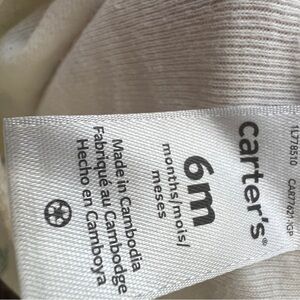 carter's®
6m
months/mois/
meses
Made in Cambodia
Fabriqué au Cambodge
Hecho en Camboya